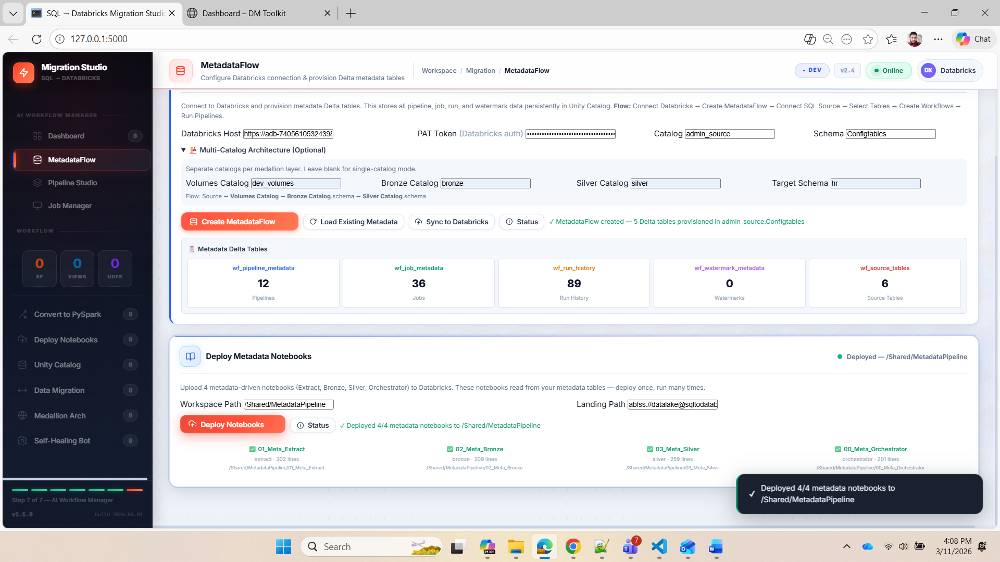 SQL → Databricks Migration Studio
Dashboard – DM Toolkit
127.0.0.1:5000
Chat
Migration Studio
SQL → DATABRICKS
AI WORKFLOW MANAGER
Dashboard 0
MetadataFlow
Pipeline Studio
Job Manager
WORKFLOW
0 0 0
SP VIEWS UDFS
Convert to PySpark 0
Deploy Notebooks 0
Unity Catalog 0
Data Migration 0
Medallion Arch 0
Self-Healing Bot 0
Step 7 of 7 — AI Workflow Manager
v2.5.0 build 2026.03.01
MetadataFlow
Configure Databricks connection & provision Delta metadata tables
Workspace / Migration / MetadataFlow
• DEV
v2.4
Online
DX Databricks
Connect to Databricks and provision metadata Delta tables. This stores all pipeline, job, run, and watermark data persistently in Unity Catalog. Flow: Connect Databricks → Create MetadataFlow → Connect SQL Source → Select Tables → Create Workflows →
Run Pipelines.
Databricks Host https://adb-74056105324398
PAT Token (Databricks auth)
Catalog admin_source
Schema Configtables
▼ Multi-Catalog Architecture (Optional)
Separate catalogs per medallion layer. Leave blank for single-catalog mode.
Volumes Catalog dev_volumes
Bronze Catalog bronze
Silver Catalog silver
Target Schema hr
Flow: Source → Volumes Catalog → Bronze Catalog.schema → Silver Catalog.schema
Create MetadataFlow
Load Existing Metadata
Sync to Databricks
Status
✓ MetadataFlow created — 5 Delta tables provisioned in admin_source.Configtables
Metadata Delta Tables
wf_pipeline_metadata
12
Pipelines
wf_job_metadata
36
Jobs
wf_run_history
89
Run History
wf_watermark_metadata
0
Watermarks
wf_source_tables
6
Source Tables
Deploy Metadata Notebooks
Deployed — /Shared/MetadataPipeline
Upload 4 metadata-driven notebooks (Extract, Bronze, Silver, Orchestrator) to Databricks. These notebooks read from your metadata tables — deploy once, run many times.
Workspace Path /Shared/MetadataPipeline
Landing Path abfss://datalake@sqltodatab
Deploy Notebooks
Status
✓ Deployed 4/4 metadata notebooks to /Shared/MetadataPipeline
✅ 01_Meta_Extract
extract · 302 lines
/Shared/MetadataPipeline/01_Meta_Extract
✅ 02_Meta_Bronze
bronze · 209 lines
/Shared/MetadataPipeline/02_Meta_Bronze
✅ 03_Meta_Silver
silver · 259 lines
/Shared/MetadataPipeline/03_Meta_Silver
✅ 00_Meta_Orchestrator
orchestrator · 201 lines
/Shared/MetadataPipeline/00_Meta_Orchestrator
✓ Deployed 4/4 metadata notebooks to
/Shared/MetadataPipeline
Search
M365
7
4:08 PM
3/11/2026